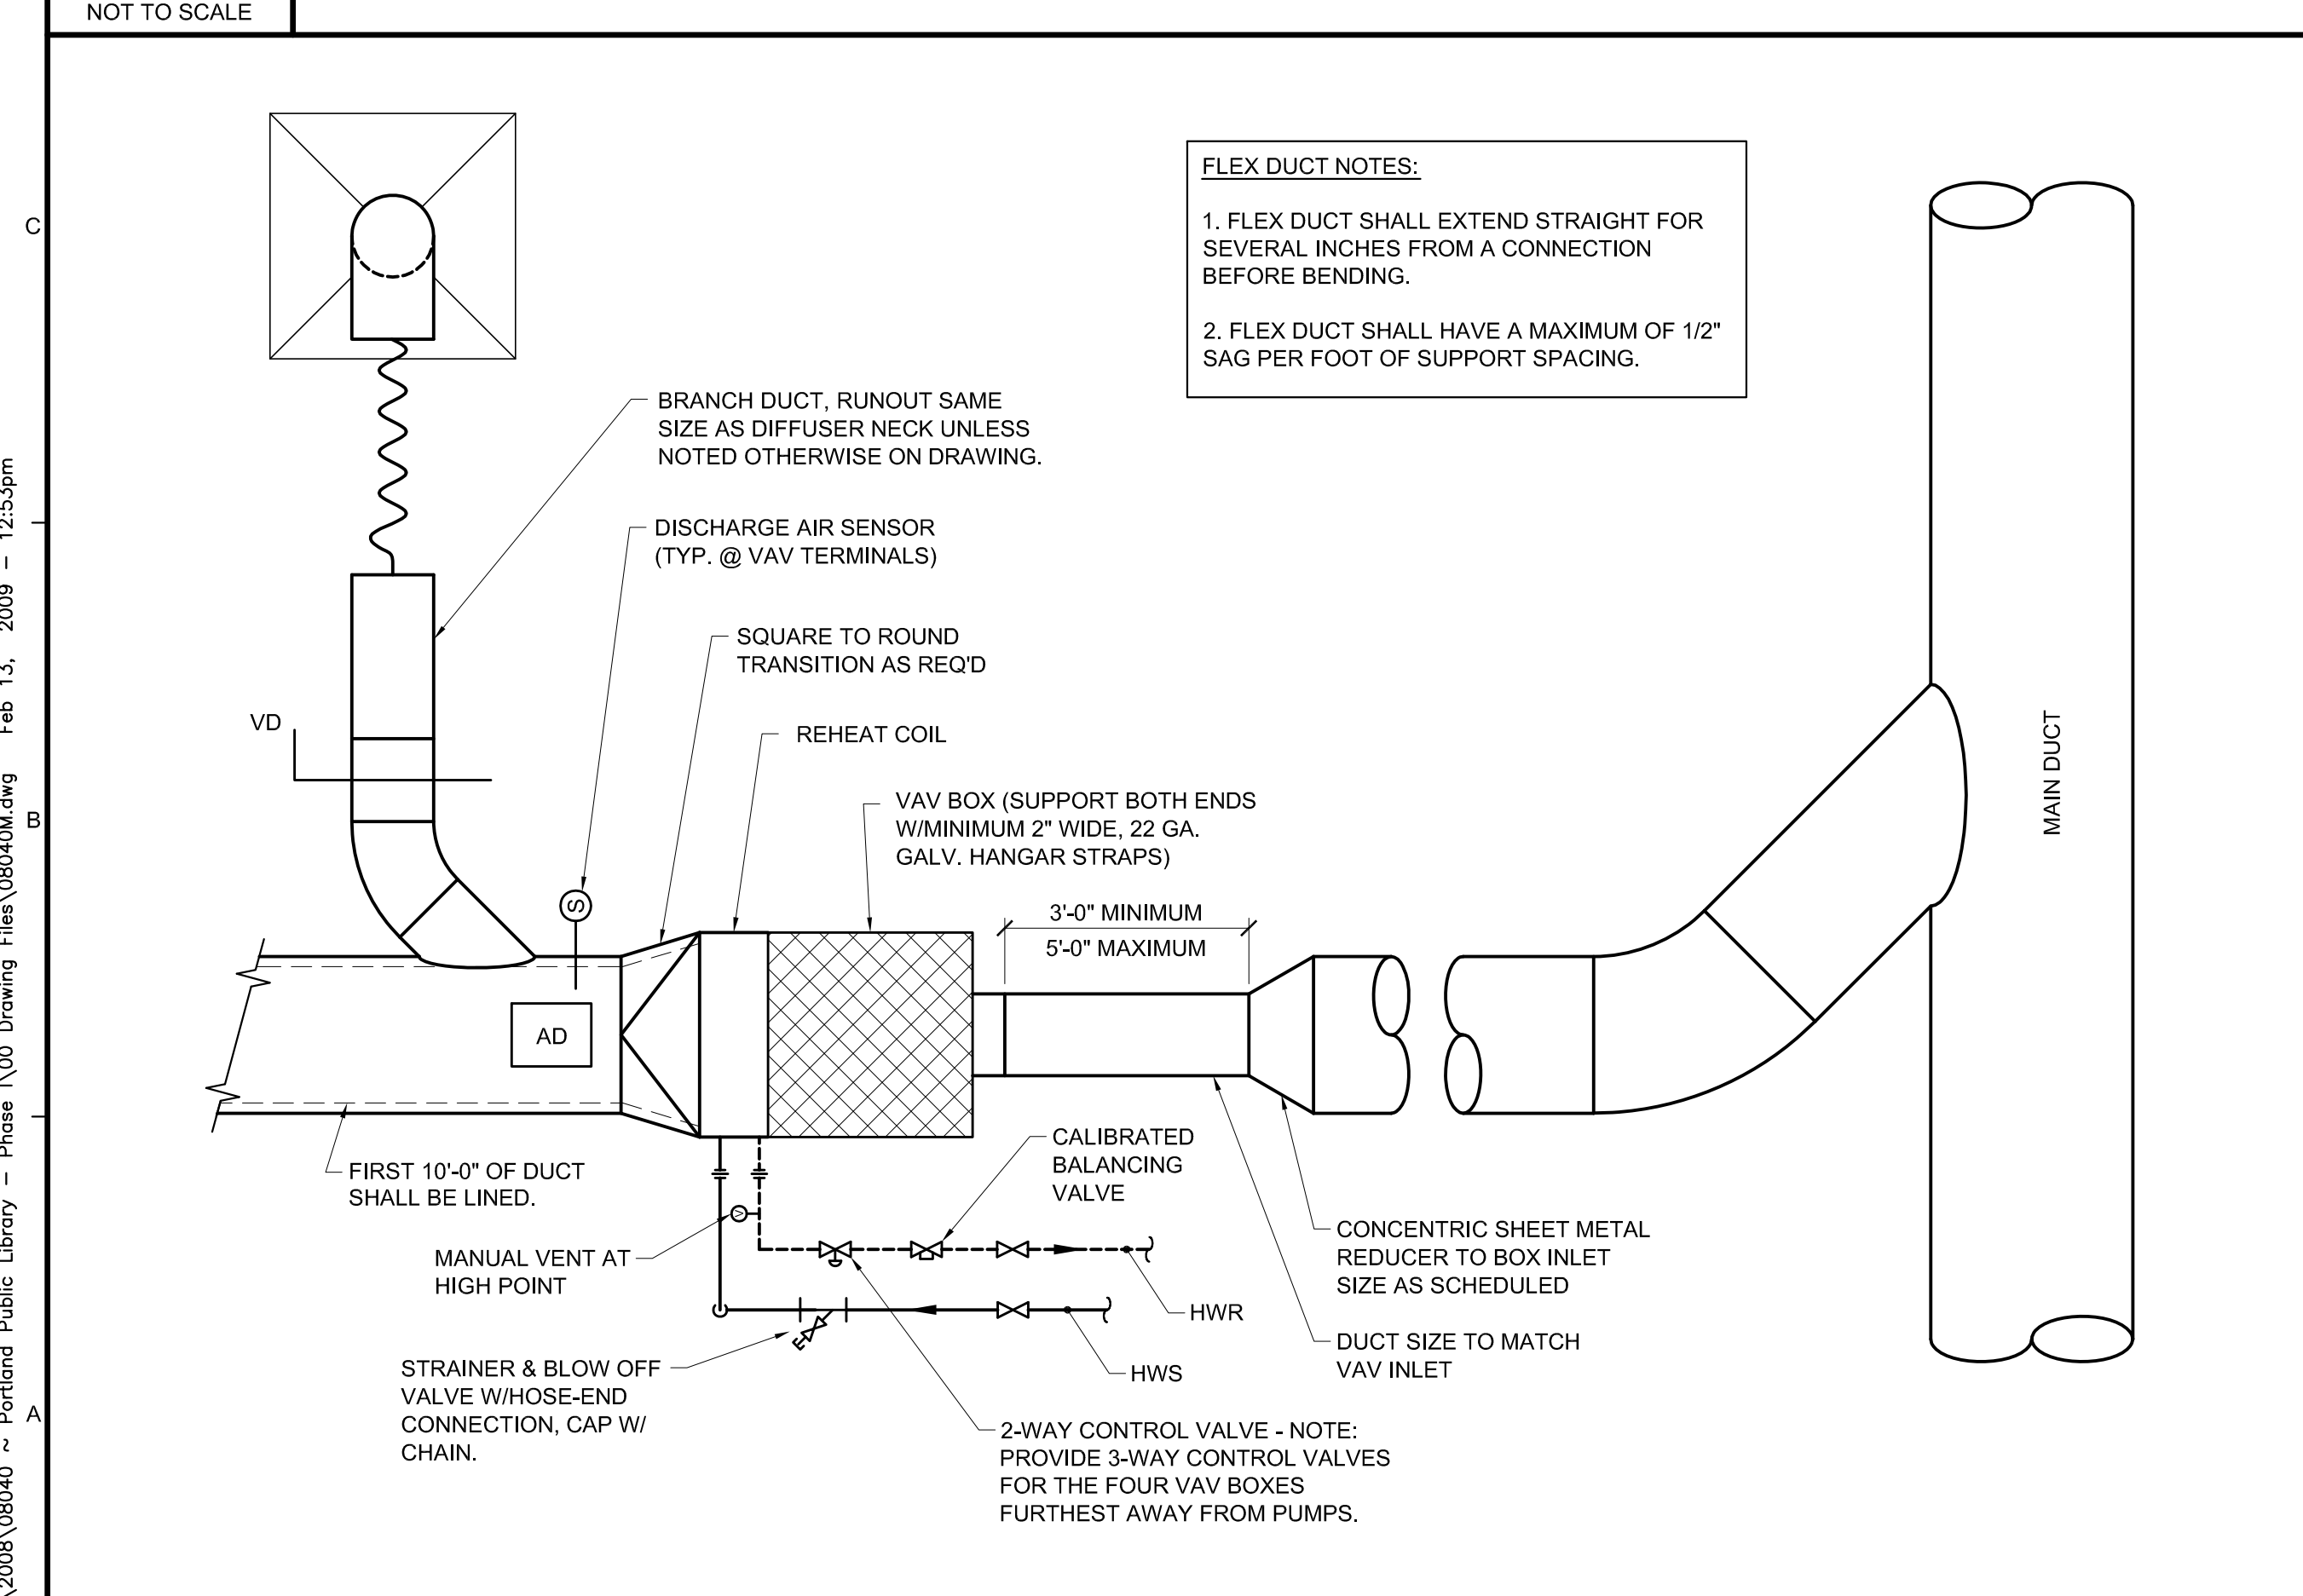 NOT TO SCALE
C
FLEX DUCT NOTES:
1. FLEX DUCT SHALL EXTEND STRAIGHT FOR
SEVERAL INCHES FROM A CONNECTION
BEFORE BENDING.
2. FLEX DUCT SHALL HAVE A MAXIMUM OF 1/2"
SAG PER FOOT OF SUPPORT SPACING.
BRANCH DUCT, RUNOUT SAME
SIZE AS DIFFUSER NECK UNLESS
NOTED OTHERWISE ON DRAWING.
DISCHARGE AIR SENSOR
(TYP. @ VAV TERMINALS)
SQUARE TO ROUND
TRANSITION AS REQ'D
VD
REHEAT COIL
MAIN DUCT
B
VAV BOX (SUPPORT BOTH ENDS
W/MINIMUM 2" WIDE, 22 GA.
GALV. HANGAR STRAPS)
S
3'-0" MINIMUM
5'-0" MAXIMUM
AD
CALIBRATED
BALANCING
VALVE
FIRST 10'-0" OF DUCT
SHALL BE LINED.
V
MANUAL VENT AT
HIGH POINT
CONCENTRIC SHEET METAL
REDUCER TO BOX INLET
SIZE AS SCHEDULED
HWR
DUCT SIZE TO MATCH
VAV INLET
HWS
STRAINER & BLOW OFF
VALVE W/HOSE-END
CONNECTION, CAP W/
CHAIN.
A
2-WAY CONTROL VALVE - NOTE:
PROVIDE 3-WAY CONTROL VALVES
FOR THE FOUR VAV BOXES
FURTHEST AWAY FROM PUMPS.
\2008\08040 ~ Portland Public Library - Phase 1\00 Drawing Files\08040M.dwg Feb 13, 2009 - 12:53pm